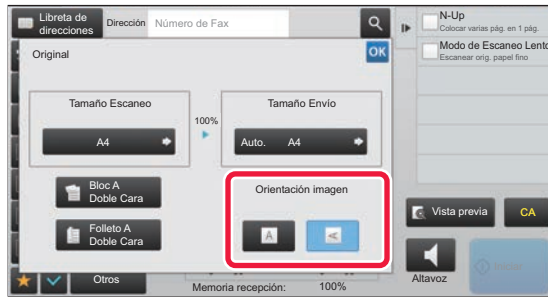 Libreta de
direcciones
Dirección
Número de Fax
N-Up
Colocar varias pág. en 1 pág.
Original
OK
Modo de Escaneo Lento
Escanear orig. papel fino
Tamaño Escaneo
100%
Tamaño Envío
A4
Auto. A4
Bloc A
Doble Cara
Orientación imagen
Folleto A
Doble Cara
A
A
Vista previa
CA
Otros
Memoria recepción: 100%
Altavoz
Iniciar